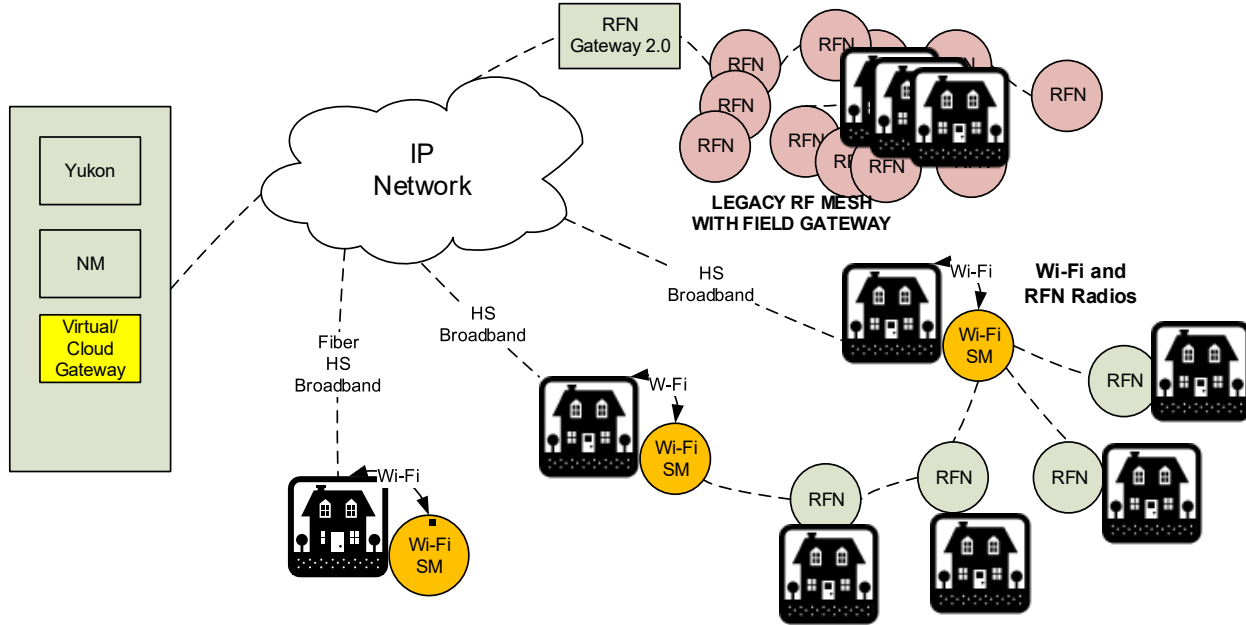 RFN
Gateway 2.0
RFN
RFN
RFN
RFN
RFN
RFN
RFN
RFN
RFN
LEGACY RF MESH
WITH FIELD GATEWAY
IP
Network
Yukon
NM
Virtual/
Cloud
Gateway
HS
Broadband
HS
Broadband
Fiber
HS
Broadband
Wi-Fi
Wi-Fi and
RFN Radios
Wi-Fi
SM
RFN
W-Fi
Wi-Fi
SM
RFN
RFN
RFN
Wi-Fi
Wi-Fi
SM